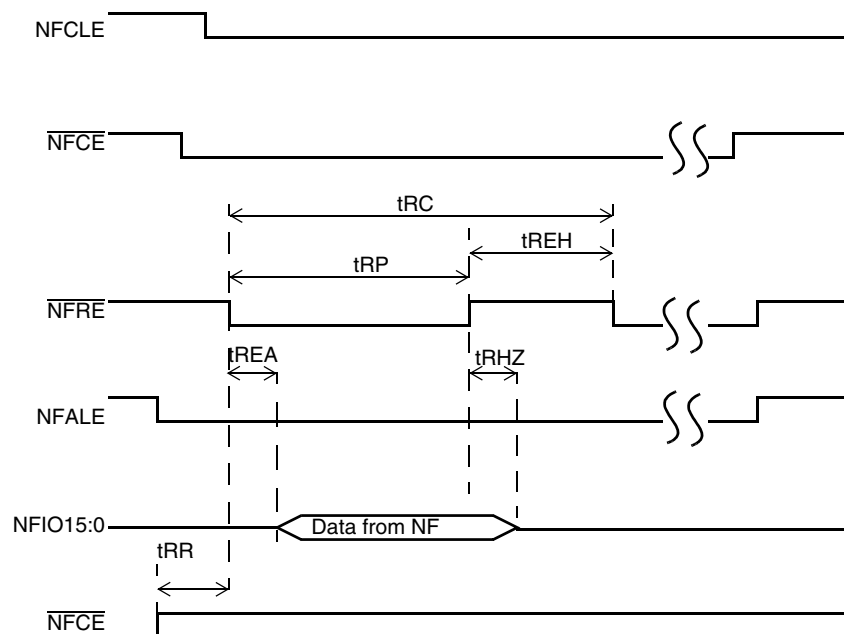 NFCLE
NFCE
tRC
tREH
tRP
NFRE
tREA
tRHZ
NFALE
NFIO15:0
Data from NF
tRR
NFCE